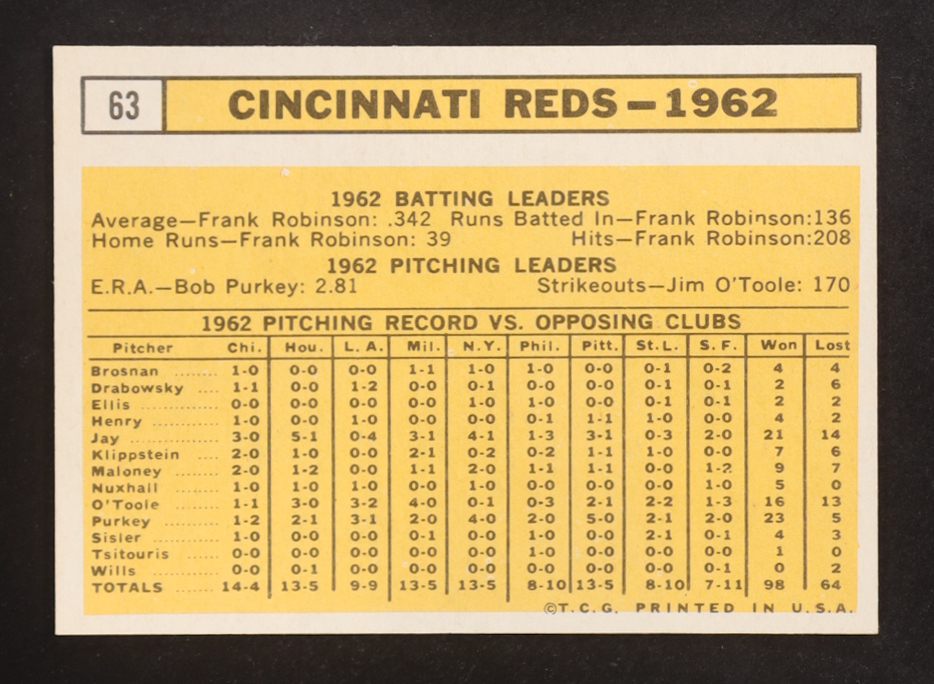 63 CINCINNATI REDS—1962
1962 BATTING LEADERS
Average—Frank Robinson: .342 Runs Batted In—Frank Robinson:136
Home Runs—Frank Robinson: 39 Hits—Frank Robinson:208
1962 PITCHING LEADERS
E.R.A.—Bob Purkey: 2.81 Strikeouts—Jim O'Toole: 170
1962 PITCHING RECORD VS. OPPOSING CLUBS
Pitcher Chi. Hou. L. A. Mil. N.Y. Phil. Pitt. St.L. S. F. Won Lost
Brosnan ........ 1-0 0-0 0-0 1-1 1-0 1-0 0-0 0-1 0-2 4 4
Drabowsky .... 1-1 0-0 1-2 0-0 0-1 0-0 0-0 0-1 0-1 2 6
Ellis ............... 0-0 0-0 0-0 0-0 1-0 1-0 0-0 0-1 0-1 2 2
Henry ............ 1-0 0-0 1-0 0-0 0-0 0-1 1-1 1-0 0-0 4 2
Jay ................ 3-0 5-1 0-4 3-1 4-1 1-3 3-1 0-3 2-0 21 14
Klippstein .... 2-0 1-0 0-0 2-1 0-2 0-2 1-1 1-0 0-0 7 6
Maloney ........ 2-0 1-2 0-0 1-1 2-0 1-1 1-1 0-0 1-2 9 7
Nuxhall ......... 1-0 1-0 1-0 0-0 1-0 0-0 0-0 0-0 1-0 5 0
O'Toole ......... 1-1 3-0 3-2 4-0 0-1 0-3 2-1 2-2 1-3 16 13
Purkey .......... 1-2 2-1 3-1 2-0 4-0 2-0 5-0 2-1 2-0 23 5
Sisler ............ 1-0 0-0 0-0 0-1 0-0 1-0 0-0 2-1 0-1 4 3
Tsitouris ....... 0-0 0-0 0-0 0-0 0-0 1-0 0-0 0-0 0-0 1 0
Wills .............. 0-0 0-1 0-0 0-0 0-0 0-0 0-0 0-0 0-1 0 2
TOTALS ......... 14-4 13-5 9-9 13-5 13-5 8-10 13-5 8-10 7-11 98 64
©T.C.G. PRINTED IN U.S.A.